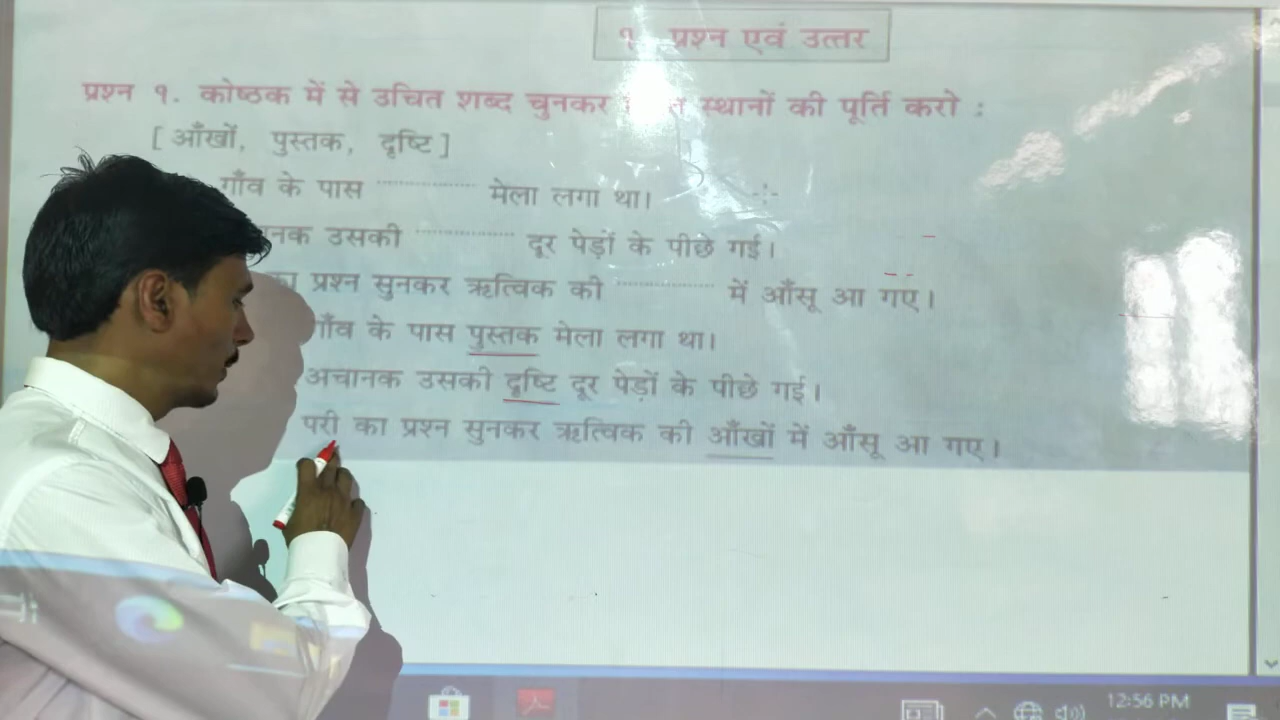 १. प्रश्न एवं उत्तर
प्रश्न १. कोष्ठक में से उचित शब्द चुनकर स्थानों की पूर्ति करो :
[ आँखों, पुस्तक, दृष्टि ]
गाँव के पास ................ मेला लगा था।
उसकी ................ दूर पेड़ों के पीछे गई।
का प्रश्न सुनकर ऋत्विक की ................ में आँसू आ गए।
गाँव के पास पुस्तक मेला लगा था।
अचानक उसकी दृष्टि दूर पेड़ों के पीछे गई।
परी का प्रश्न सुनकर ऋत्विक की आँखों में आँसू आ गए।
12:56 PM